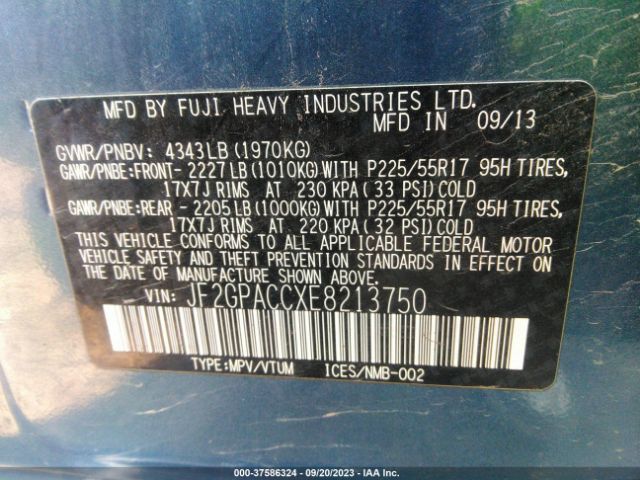 MFD BY FUJI HEAVY INDUSTRIES LTD.
MFD IN 09/13
GVWR/PNBV: 4343LB (1970KG)
GAWR/PNBE:FRONT- 2227 LB (1010KG) WITH P225/55R17 95H TIRES,
17X7J RIMS AT 230 KPA ( 33 PSI) COLD
GAWR/PNBE:REAR - 2205 LB (1000KG) WITH P225/55R17 95H TIRES,
17X7J RIMS AT 220 KPA ( 32 PSI) COLD
THIS VEHICLE CONFORMS TO ALL APPLICABLE FEDERAL MOTOR
VEHICLE SAFETY AND THEFT PREVENTION STANDARDS IN EFFECT
ON THE DATE OF MANUFACTURE SHOWN ABOVE.
VIN: JF2GPACCXE8213750
TYPE:MPV/VTUM ICES/NMB-002
000-37586324 - 09/20/2023 - IAA Inc.